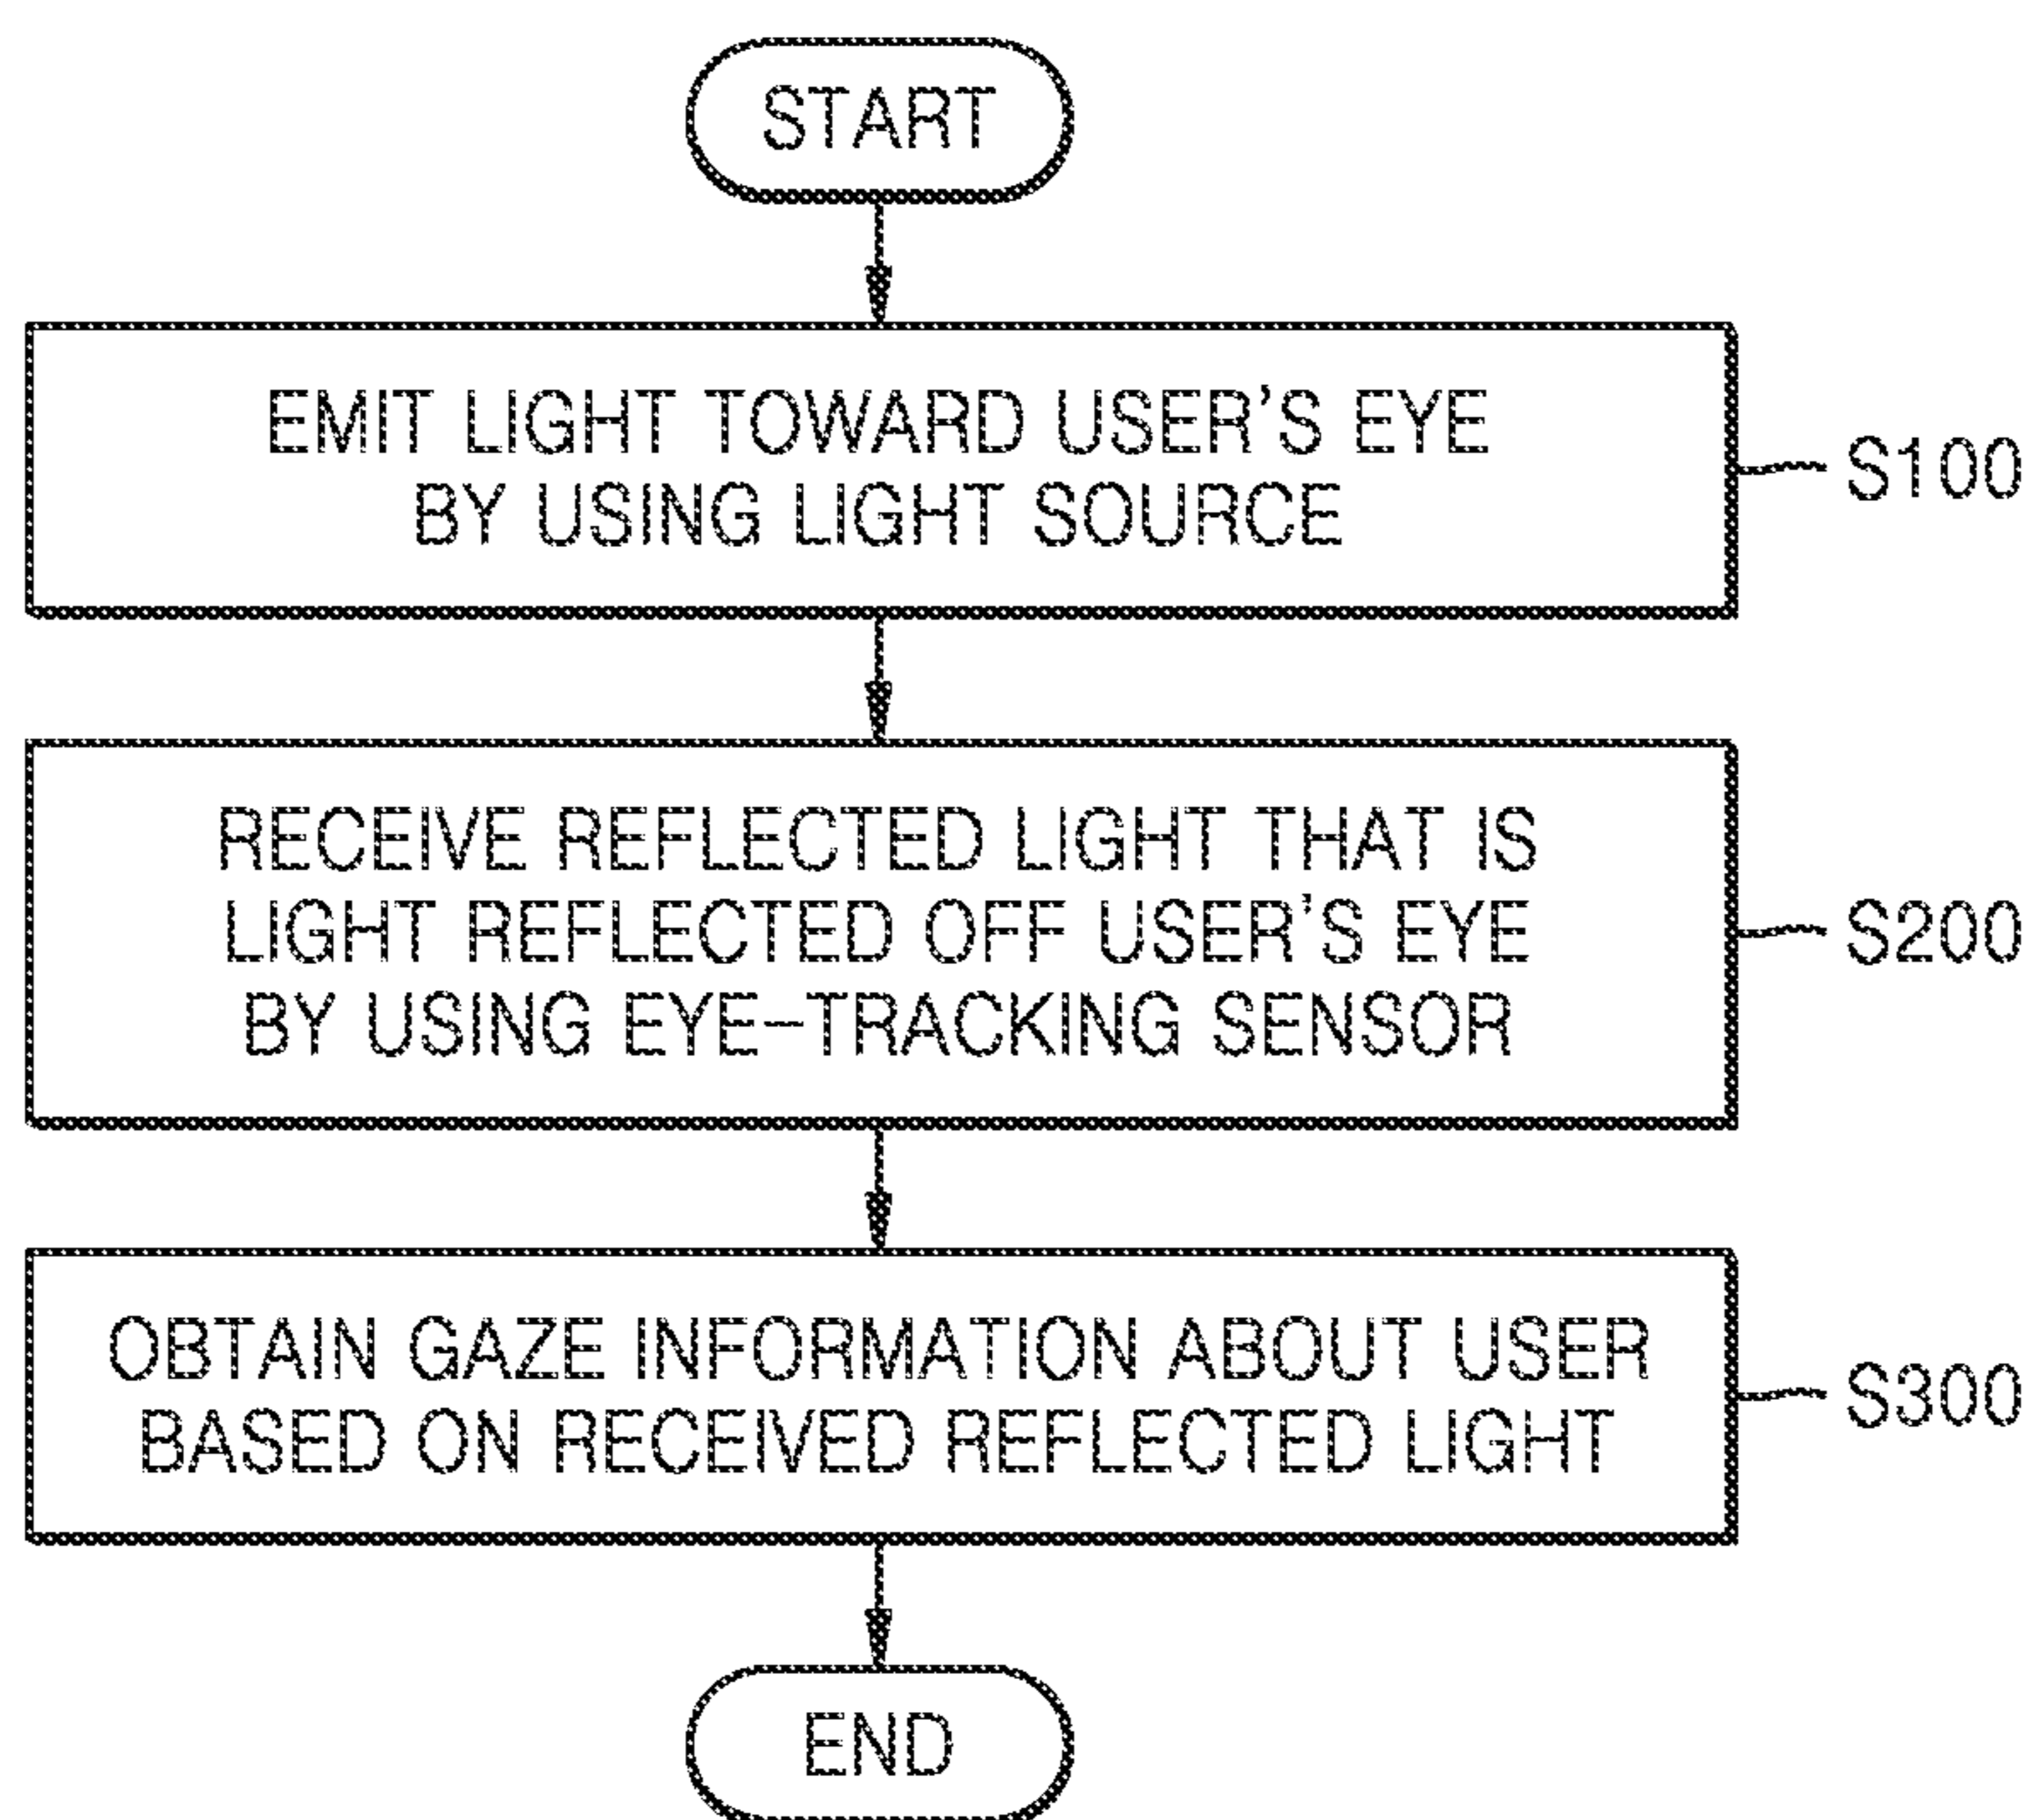 START
EMIT LIGHT TOWARD USER'S EYE
BY USING LIGHT SOURCE
S100
RECEIVE REFLECTED LIGHT THAT IS
LIGHT REFLECTED OFF USER'S EYE
BY USING EYE-TRACKING SENSOR
S200
OBTAIN GAZE INFORMATION ABOUT USER
BASED ON RECEIVED REFLECTED LIGHT
S300
END